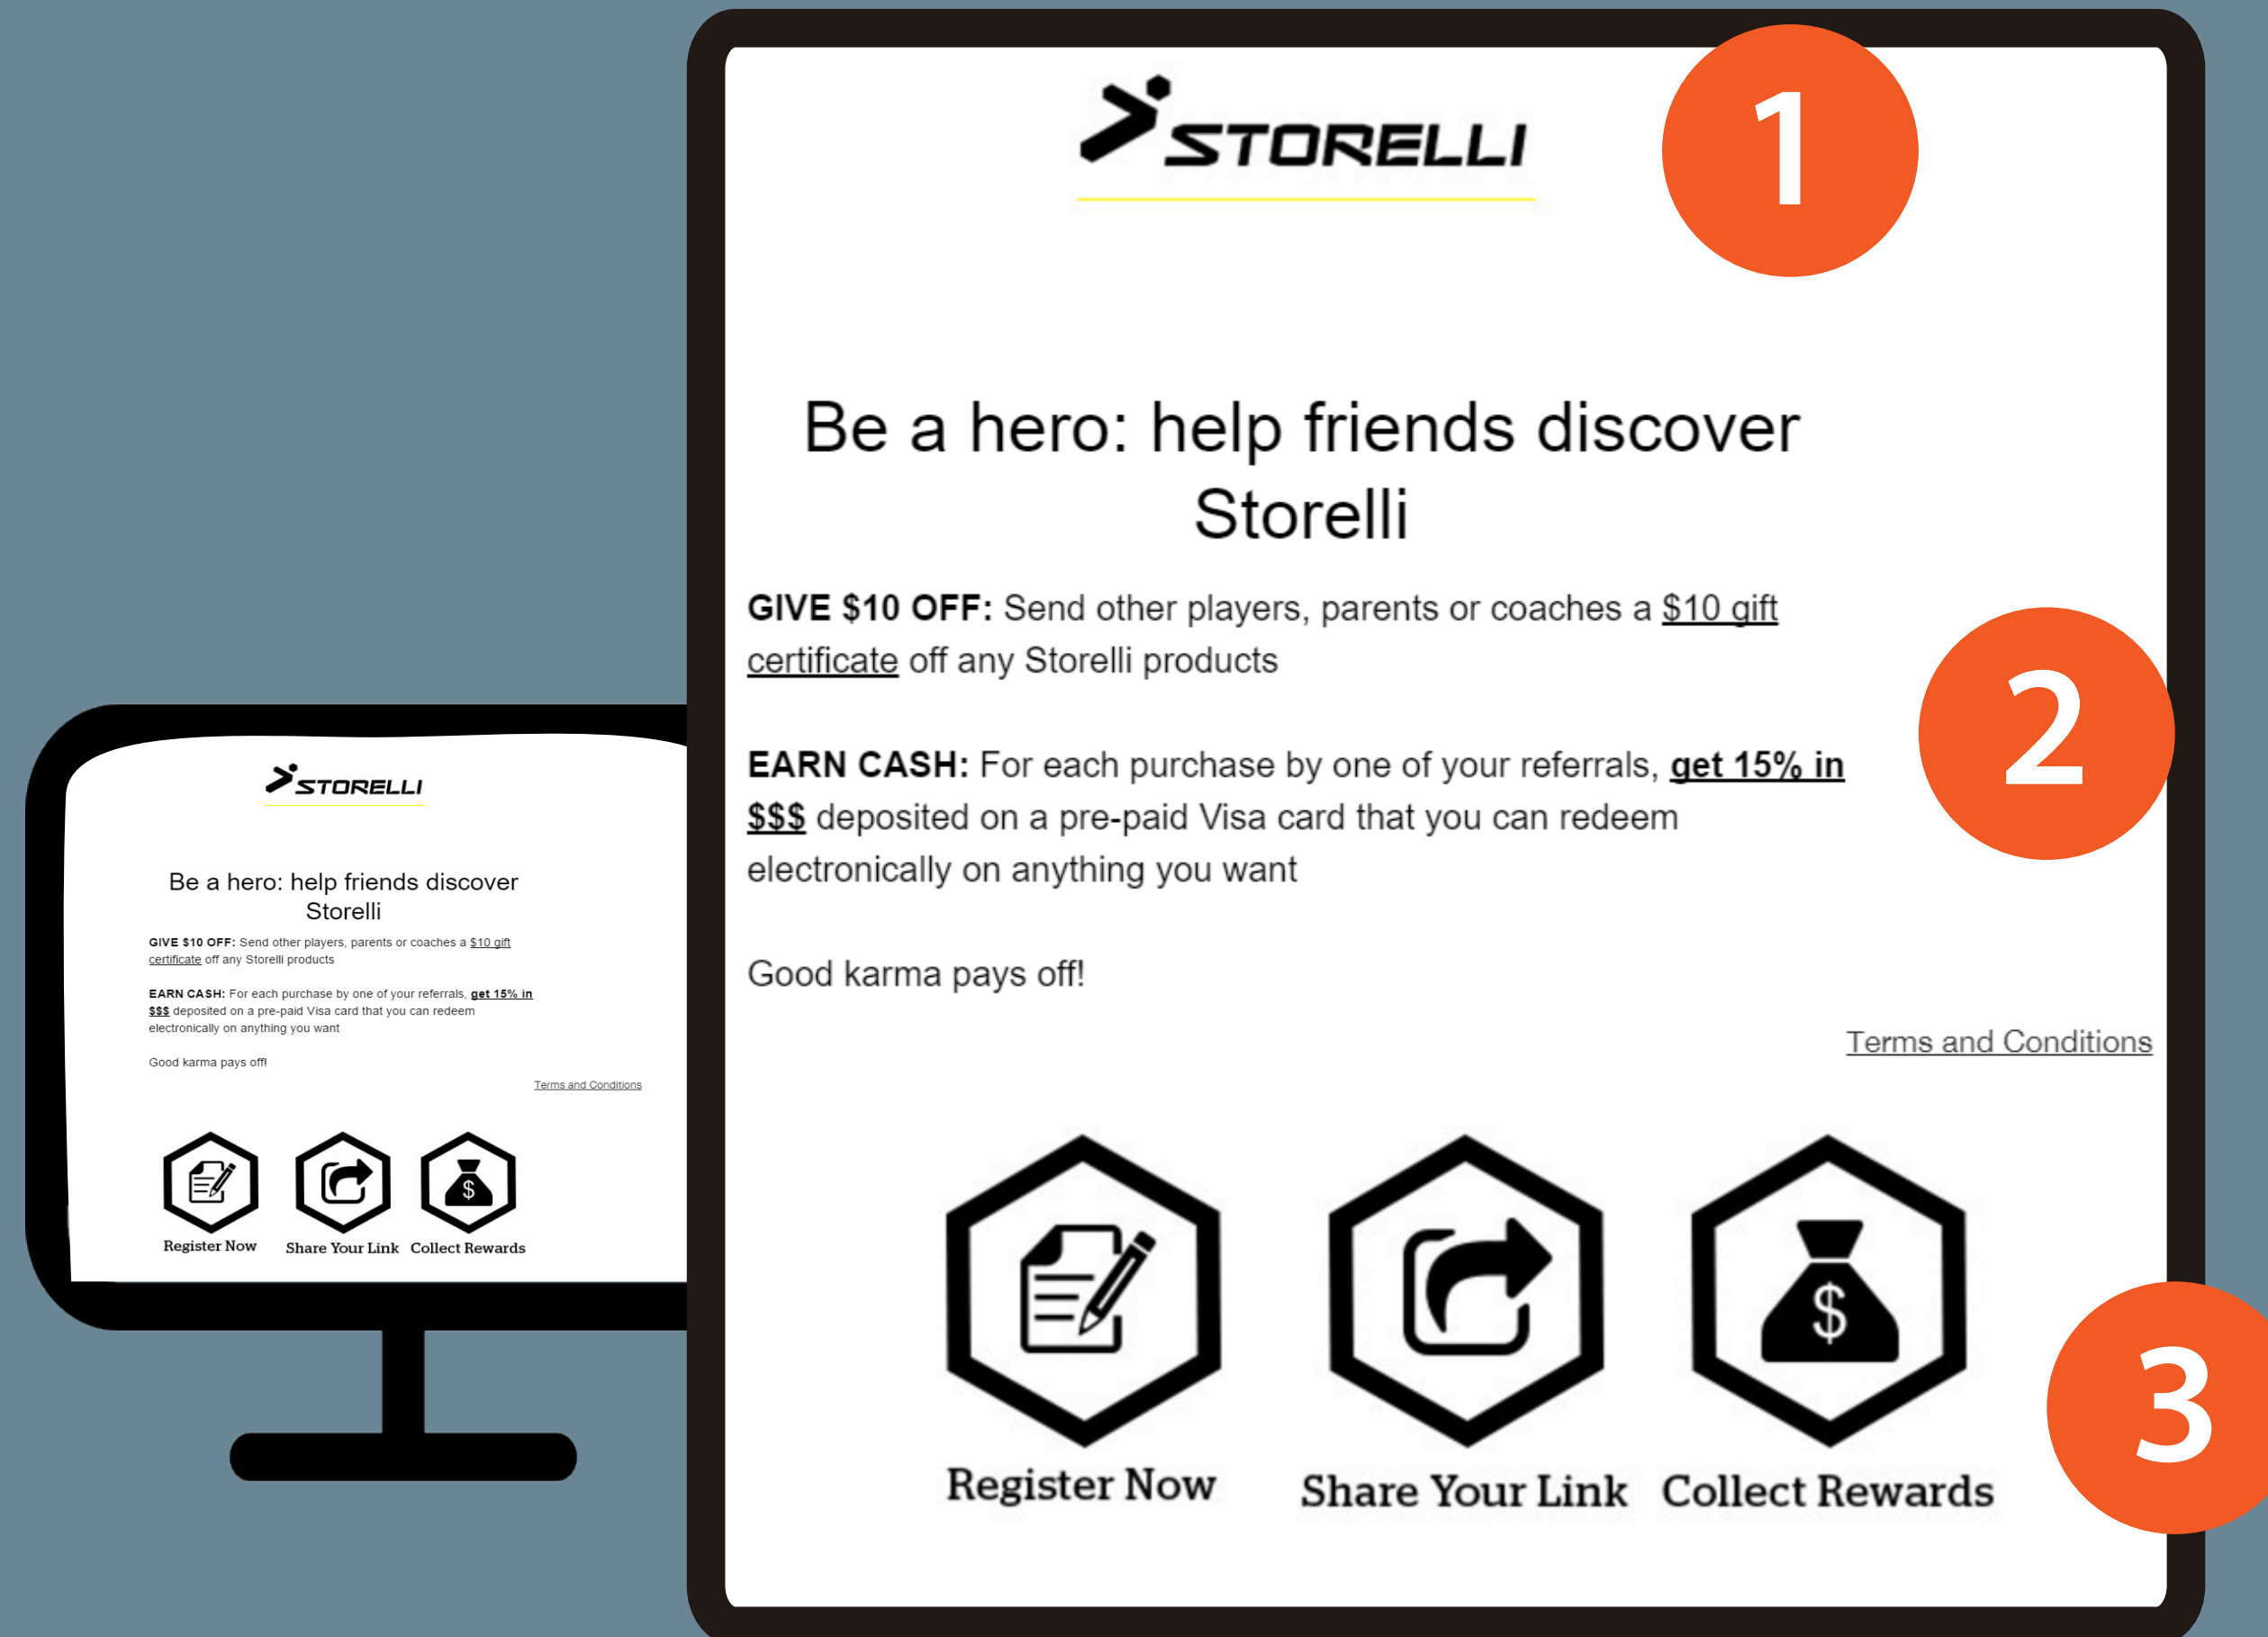 STORELLI
1
Be a hero: help friends discover
Storelli
GIVE $10 OFF: Send other players, parents or coaches a $10 gift
certificate off any Storelli products
2
EARN CASH: For each purchase by one of your referrals, get 15% in
$$$ deposited on a pre-paid Visa card that you can redeem
electronically on anything you want
Good karma pays off!
Terms and Conditions
$
3
Register Now
Share Your Link
Collect Rewards
STORELLI
Be a hero: help friends discover
Storelli
GIVE $10 OFF: Send other players, parents or coaches a $10 gift
certificate off any Storelli products
EARN CASH: For each purchase by one of your referrals, get 15% in
$$$ deposited on a pre-paid Visa card that you can redeem
electronically on anything you want
Good karma pays off!
Terms and Conditions
$
Register Now
Share Your Link
Collect Rewards